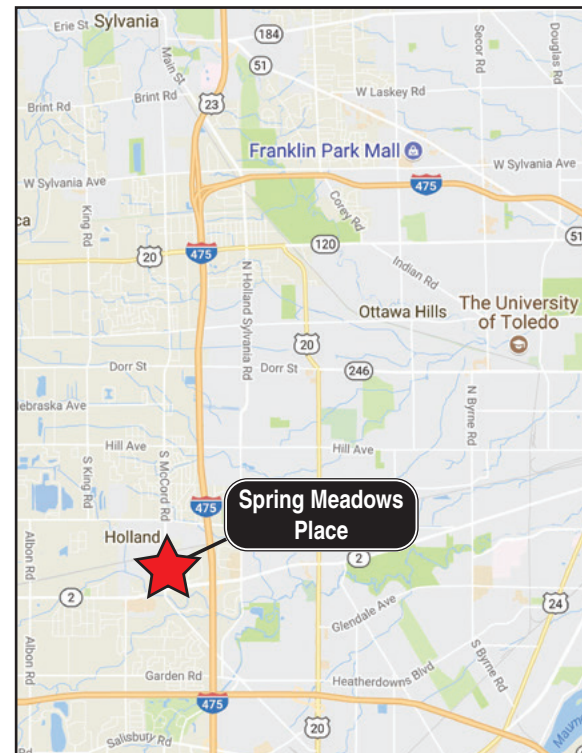 Erie St
Sylvania
184
51
Main St
Secor Rd
Douglas Rd
W Laskey Rd
Brint Rd
Brint Rd
23
Franklin Park Mall
W Sylvania Ave
W Sylvania Ave
475
King Rd
Corey Rd
ca
20
475
120
51
N Holland Sylvania Rd
Indian Rd
Ottawa Hills
The University
of Toledo
20
Dorr St
Dorr St
246
N Byrne Rd
ebraska Ave
Hill Ave
Hill Ave
S King Rd
S McCord Rd
475
Spring Meadows
Place
Holland
Albon Rd
2
2
24
Glendale Ave
Albon Rd
S Byrne Rd
Garden Rd
Heatherdowns Blvd
475
20
Salisbury Rd
Rd
Maum